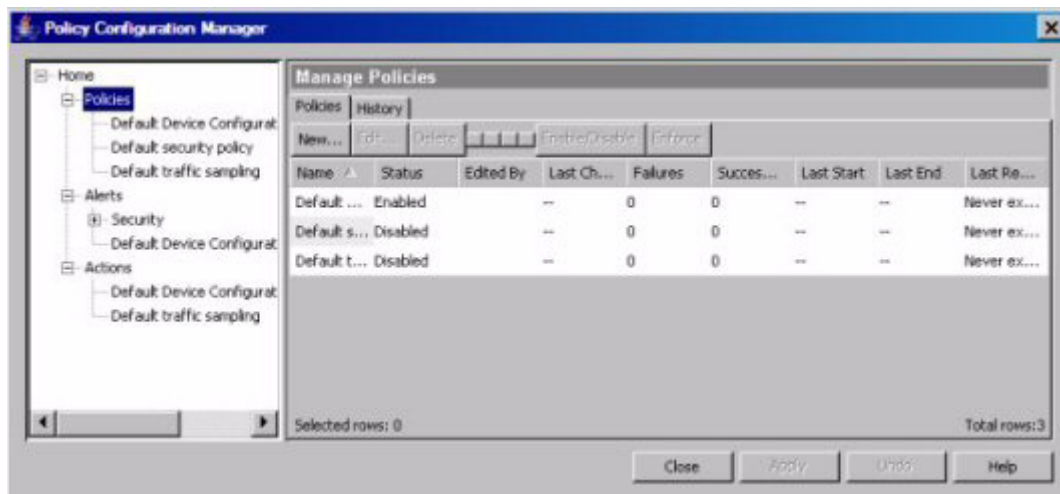 Policy Configuration Manager
Home
Policies
Default Device Configurat
Default security policy
Default traffic sampling
Alerts
Security
Default Device Configurat
Actions
Default Device Configurat
Default traffic sampling
Manage Policies
Policies History
New... Edit... Delete Enable/Disable Enforce
Name Status Edited By Last Ch... Failures Succes... Last Start Last End Last Re...
Default ... Enabled -- 0 0 -- -- Never ex...
Default s... Disabled -- 0 0 -- -- Never ex...
Default t... Disabled -- 0 0 -- -- Never ex...
Selected rows: 0 Total rows:3
Close Apply Undo Help